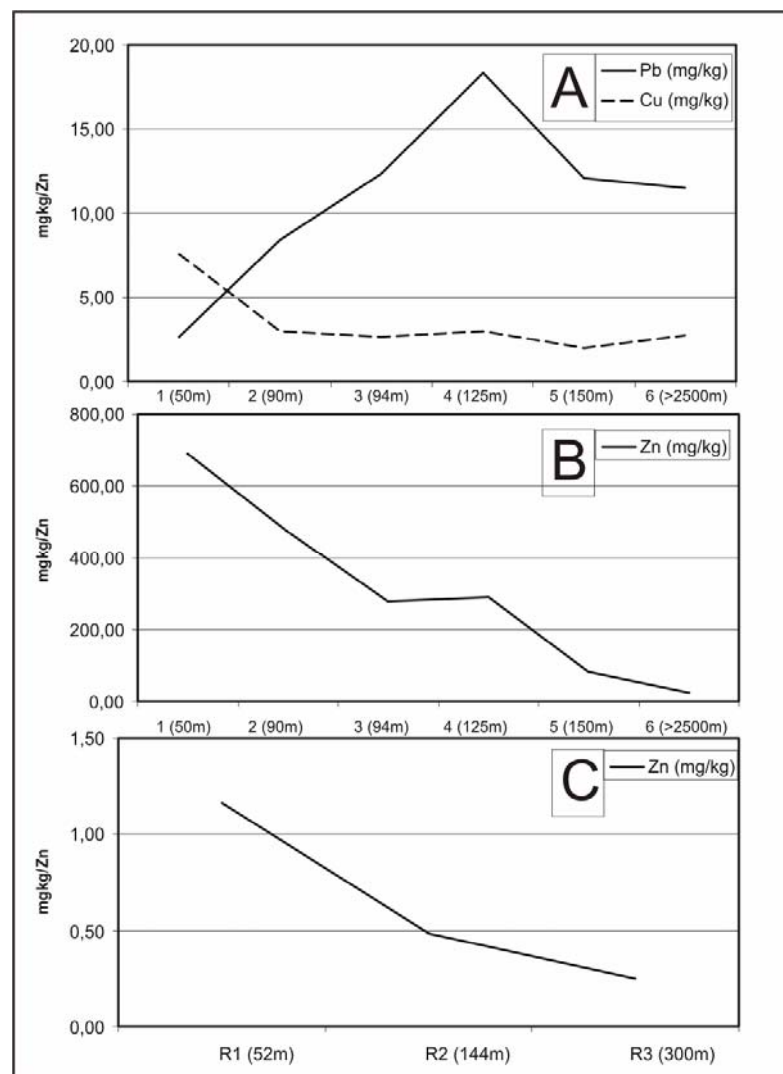 20,00
15,00
10,00
5,00
0,00
mgkg/Zn
A
Pb (mg/kg)
Cu (mg/kg)
1 (50m) 2 (90m) 3 (94m) 4 (125m) 5 (150m) 6 (>2500m)
800,00
600,00
400,00
200,00
0,00
mgkg/Zn
B
Zn (mg/kg)
1 (50m) 2 (90m) 3 (94m) 4 (125m) 5 (150m) 6 (>2500m)
1,50
1,00
0,50
0,00
mgkg/Zn
C
Zn (mg/kg)
R1 (52m) R2 (144m) R3 (300m)